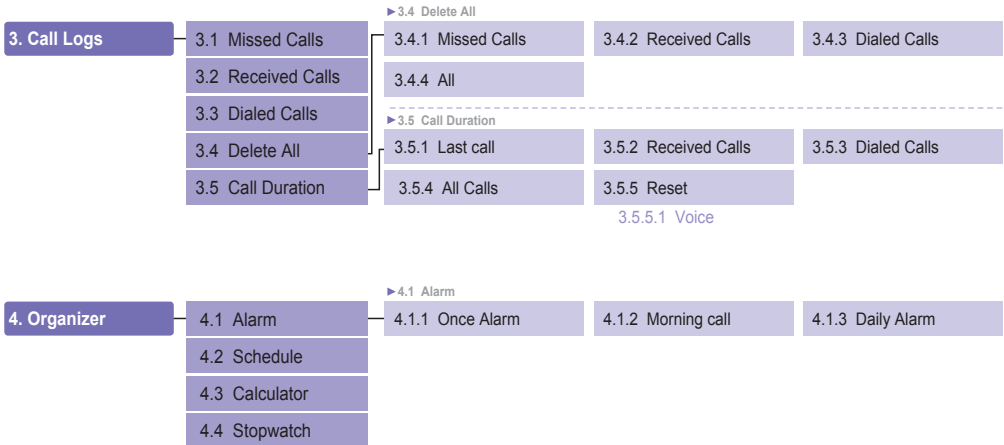 3. Call Logs
3.1 Missed Calls
3.2 Received Calls
3.3 Dialed Calls
3.4 Delete All
3.5 Call Duration
►3.4 Delete All
3.4.1 Missed Calls
3.4.2 Received Calls
3.4.3 Dialed Calls
3.4.4 All
►3.5 Call Duration
3.5.1 Last call
3.5.2 Received Calls
3.5.3 Dialed Calls
3.5.4 All Calls
3.5.5 Reset
3.5.5.1 Voice
4. Organizer
4.1 Alarm
4.2 Schedule
4.3 Calculator
4.4 Stopwatch
►4.1 Alarm
4.1.1 Once Alarm
4.1.2 Morning call
4.1.3 Daily Alarm